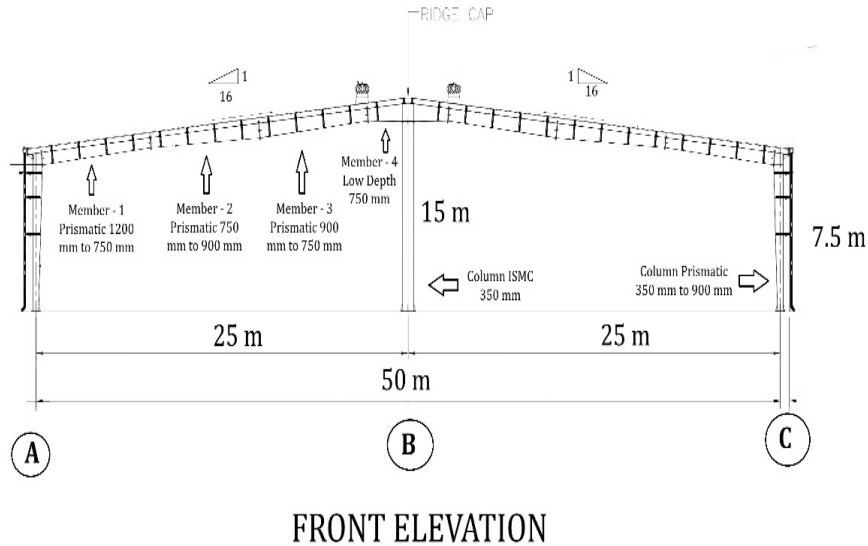 RIDGE CAP
1
16
1
16
Member - 1
Prismatic 1200
mm to 750 mm
Member - 2
Prismatic 750
mm to 900 mm
Member - 3
Prismatic 900
mm to 750 mm
Member - 4
Low Depth
750 mm
15 m
7.5 m
Column ISMC
350 mm
Column Prismatic
350 mm to 900 mm
25 m
25 m
50 m
A
B
C
FRONT ELEVATION